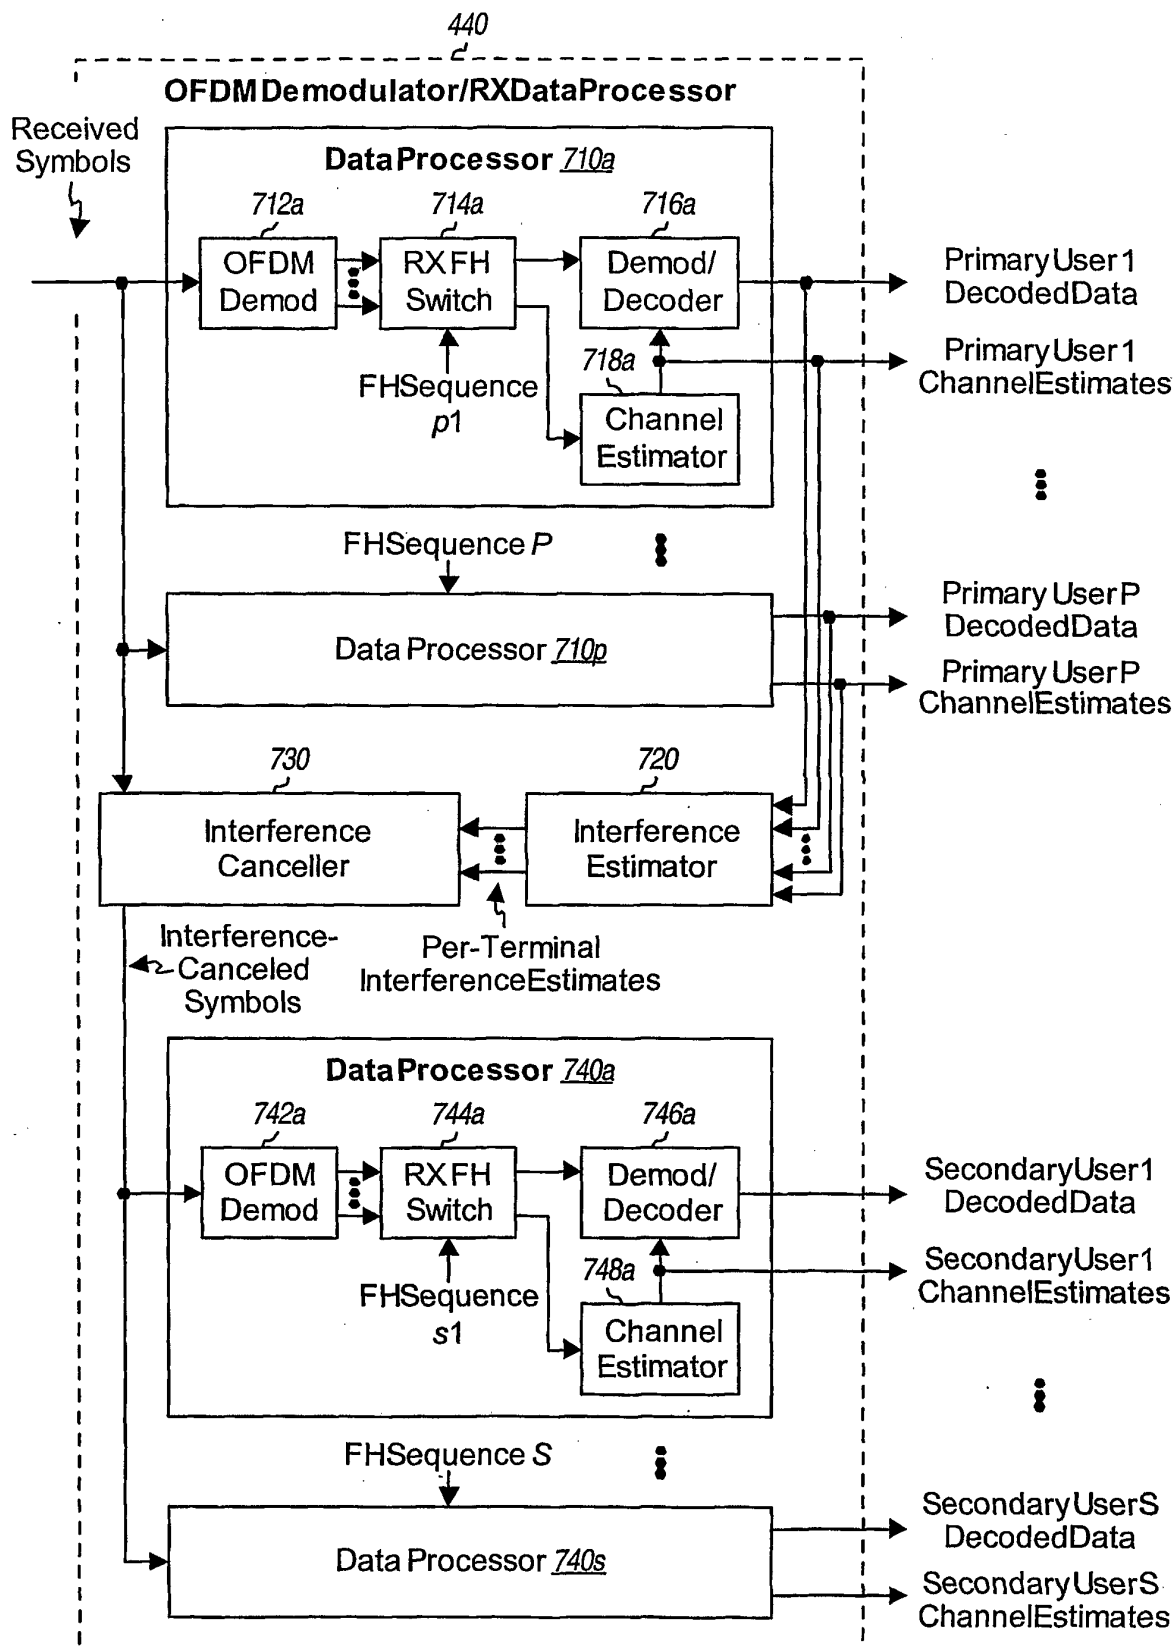 440
OFDM Demodulator/RX Data Processor
Received
Symbols
Data Processor 710a
712a
714a
716a
OFDM
Demod
RX FH
Switch
Demod/
Decoder
Primary User 1
Decoded Data
718a
Primary User 1
Channel Estimates
FH Sequence
p1
Channel
Estimator
FH Sequence P
Primary User P
Decoded Data
Data Processor 710p
Primary User P
Channel Estimates
730
720
Interference
Canceller
Interference
Estimator
Interference-
Canceled
Symbols
Per-Terminal
Interference Estimates
Data Processor 740a
742a
744a
746a
OFDM
Demod
RX FH
Switch
Demod/
Decoder
Secondary User 1
Decoded Data
748a
Secondary User 1
Channel Estimates
FH Sequence
s1
Channel
Estimator
FH Sequence S
Secondary User S
Decoded Data
Data Processor 740s
Secondary User S
Channel Estimates